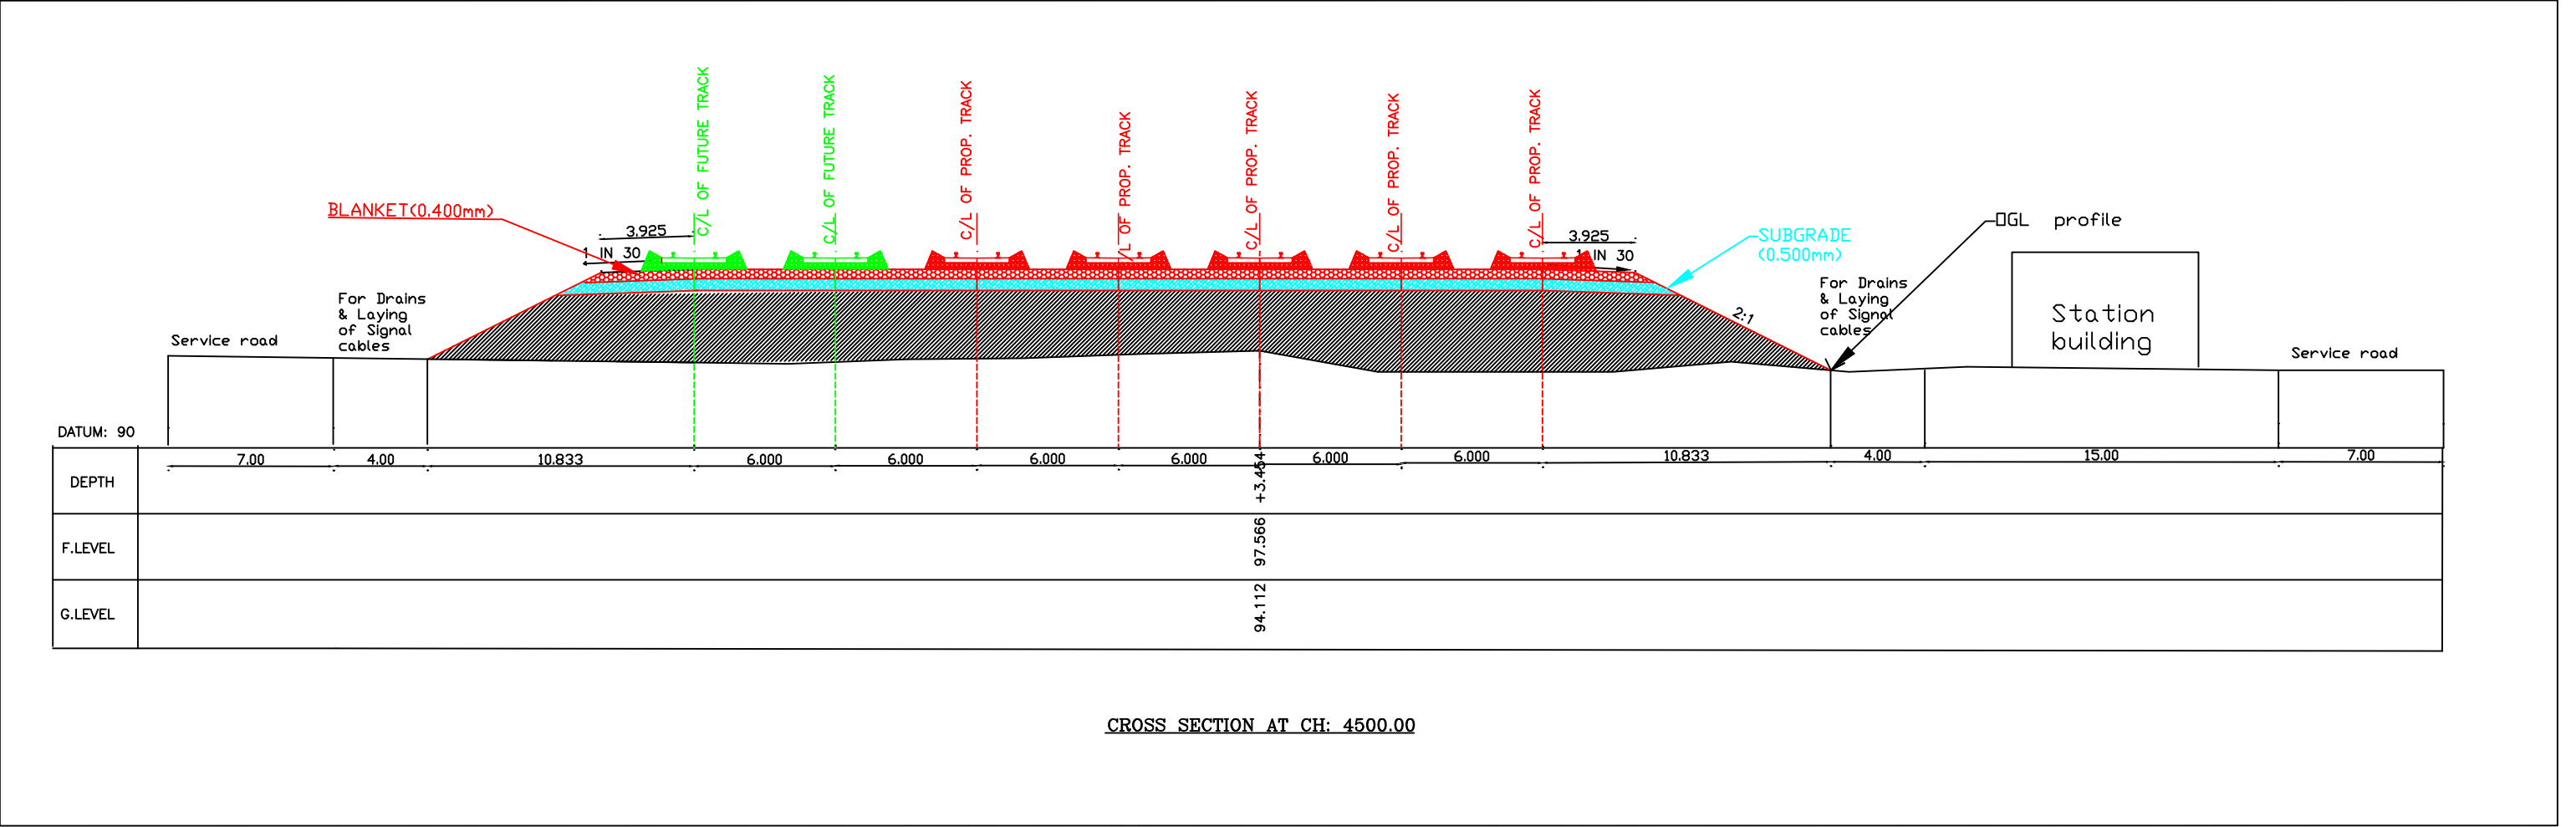 C/L OF FUTURE TRACK
C/L OF FUTURE TRACK
C/L OF PROP. TRACK
/L OF PROP. TRACK
C/L OF PROP. TRACK
C/L OF PROP. TRACK
C/L OF PROP. TRACK
BLANKET(0.400mm)
3.925
1 IN 30
3.925
1 IN 30
SUBGRADE
(0.500mm)
OGL profile
For Drains
& Laying
of Signal
cables
Service road
2:1
For Drains
& Laying
of Signal
cables
Station
building
Service road
DATUM: 90
7.00
4.00
10.833
6.000
6.000
6.000
6.000
6.000
6.000
10.833
4.00
15.00
7.00
DEPTH
+3.454
F.LEVEL
97.566
G.LEVEL
94.112
CROSS SECTION AT CH: 4500.00